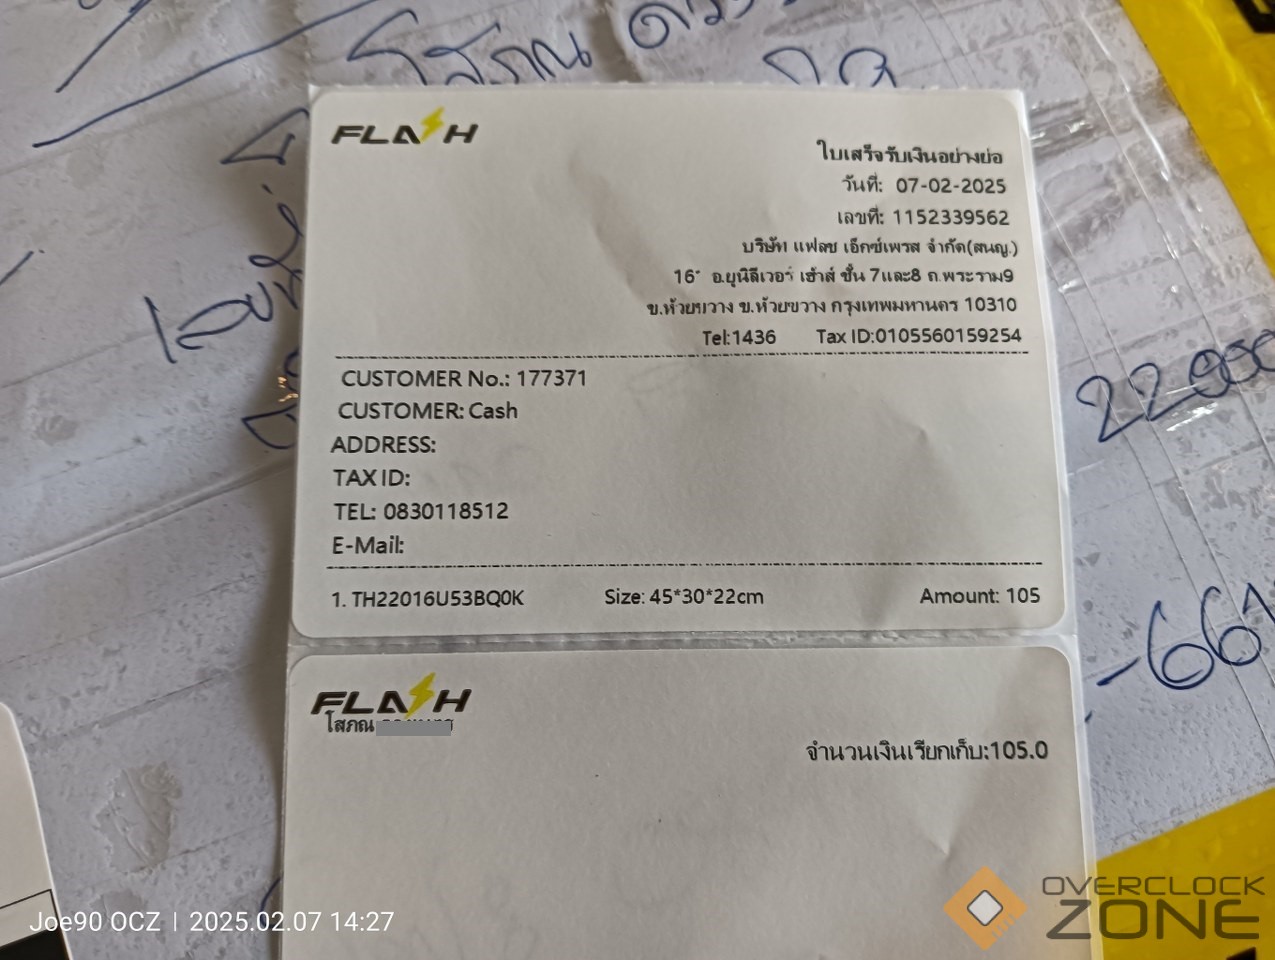 โสภณ
22000
-661
FLASH
ใบเสร็จรับเงินอย่างย่อ
วันที่: 07-02-2025
เลขที่: 1152339562
บริษัท แฟลช เอ็กซ์เพรส จำกัด(สนญ.)
อ.ยูนิลีเวอร์ เฮ้าส์ ชั้น 7และ8 ถ.พระราม9
ข.ห้วยขวาง ข.ห้วยขวาง กรุงเทพมหานคร 10310
Tel:1436 Tax ID:0105560159254
CUSTOMER No.: 177371
CUSTOMER: Cash
ADDRESS:
TAX ID:
TEL: 0830118512
E-Mail:
1. TH22016U53BQ0K Size: 45*30*22cm Amount: 105
FLASH
โสภณ
จำนวนเงินเรียกเก็บ:105.0
Joe90 OCZ | 2025.02.07 14:27
OVERCLOCK
ZONE